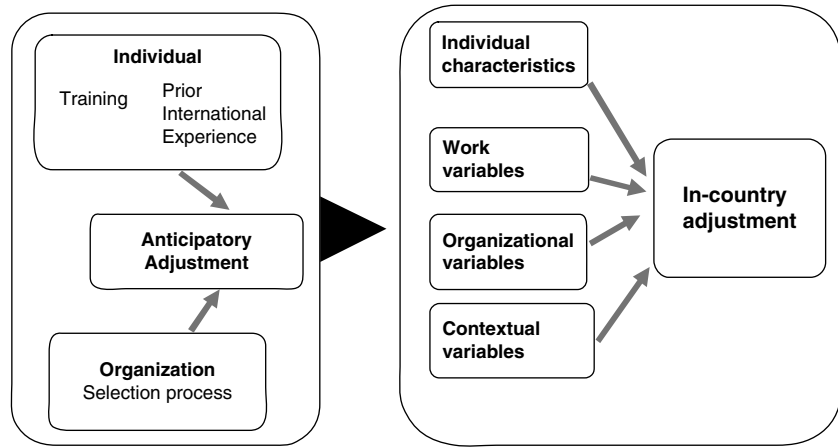 Individual
Training
Prior
International
Experience
Anticipatory
Adjustment
Organization
Selection process
Individual
characteristics
Work
variables
Organizational
variables
Contextual
variables
In-country
adjustment